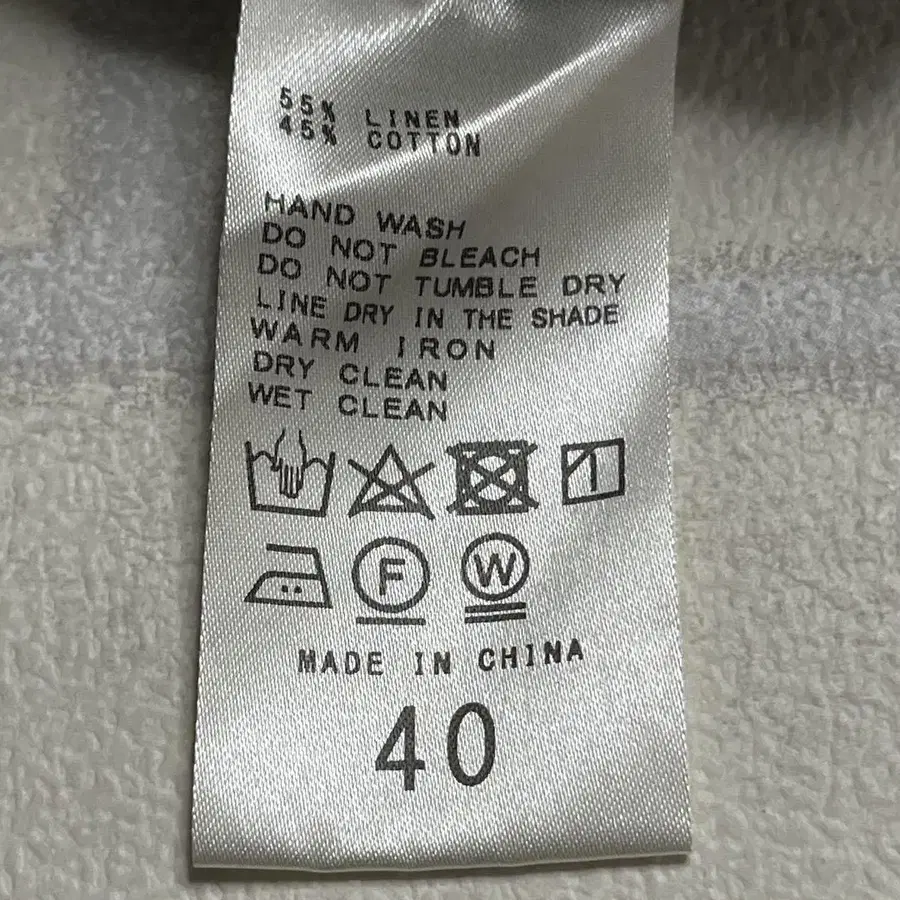 55% LINEN
45% COTTON
HAND WASH
DO NOT BLEACH
DO NOT TUMBLE DRY
LINE DRY IN THE SHADE
WARM IRON
DRY CLEAN
WET CLEAN
F W
MADE IN CHINA
40